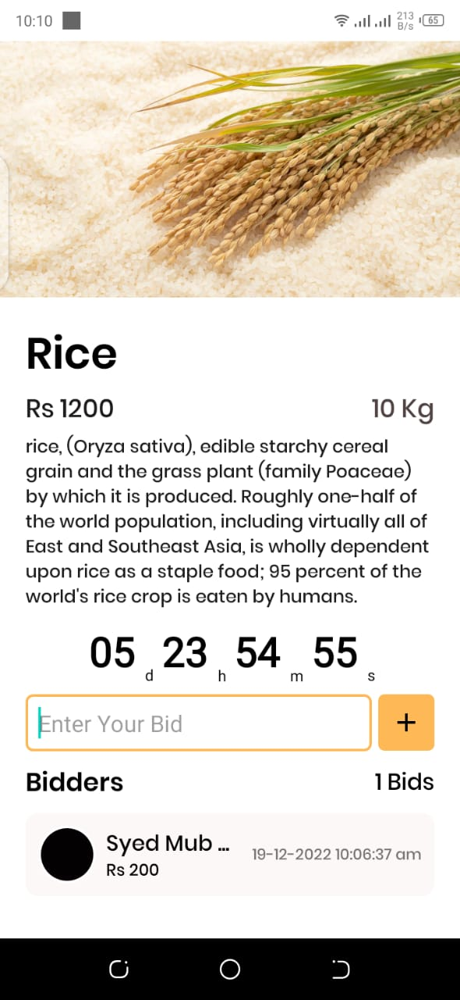 10:10
213
B/s
65
Rice
Rs 1200 10 Kg
rice, (Oryza sativa), edible starchy cereal
grain and the grass plant (family Poaceae)
by which it is produced. Roughly one-half of
the world population, including virtually all of
East and Southeast Asia, is wholly dependent
upon rice as a staple food; 95 percent of the
world's rice crop is eaten by humans.
05 d 23 h 54 m 55 s
Enter Your Bid +
Bidders 1 Bids
Syed Mub ... 19-12-2022 10:06:37 am
Rs 200